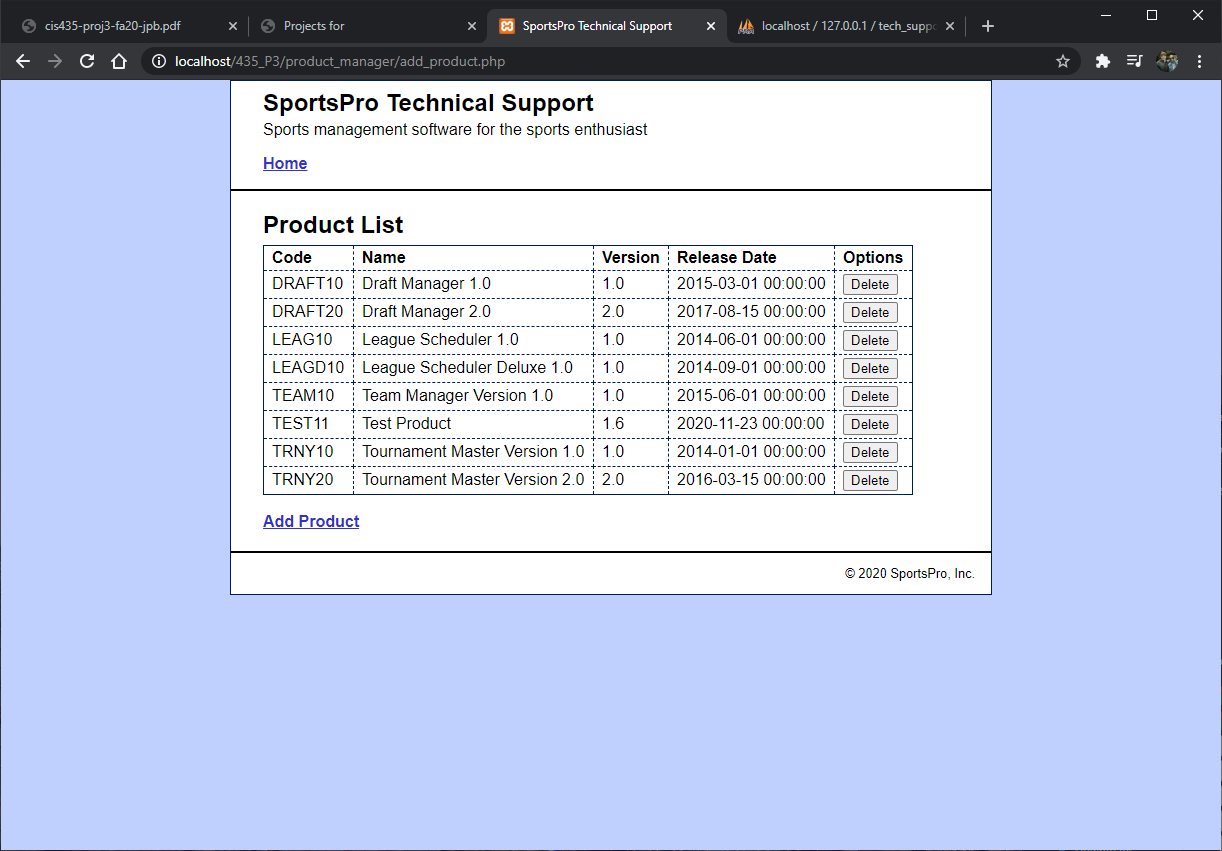 cis435-proj3-fa20-jpb.pdf
Projects for
SportsPro Technical Support
localhost / 127.0.0.1 / tech_suppo
localhost/435_P3/product_manager/add_product.php
SportsPro Technical Support
Sports management software for the sports enthusiast
Home
Product List
Code Name Version Release Date Options
DRAFT10 Draft Manager 1.0 1.0 2015-03-01 00:00:00 Delete
DRAFT20 Draft Manager 2.0 2.0 2017-08-15 00:00:00 Delete
LEAG10 League Scheduler 1.0 1.0 2014-06-01 00:00:00 Delete
LEAGD10 League Scheduler Deluxe 1.0 1.0 2014-09-01 00:00:00 Delete
TEAM10 Team Manager Version 1.0 1.0 2015-06-01 00:00:00 Delete
TEST11 Test Product 1.6 2020-11-23 00:00:00 Delete
TRNY10 Tournament Master Version 1.0 1.0 2014-01-01 00:00:00 Delete
TRNY20 Tournament Master Version 2.0 2.0 2016-03-15 00:00:00 Delete
Add Product
© 2020 SportsPro, Inc.